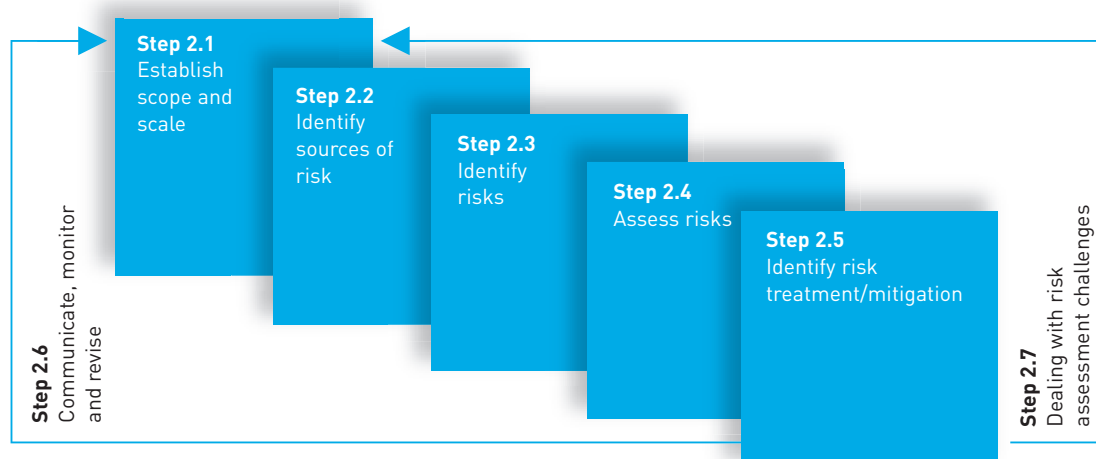 Step 2.1
Establish
scope and
scale
Step 2.2
Identify
sources of
risk
Step 2.3
Identify
risks
Step 2.4
Assess risks
Step 2.5
Identify risk
treatment/mitigation
Step 2.6
Communicate, monitor
and revise
Step 2.7
Dealing with risk
assessment challenges